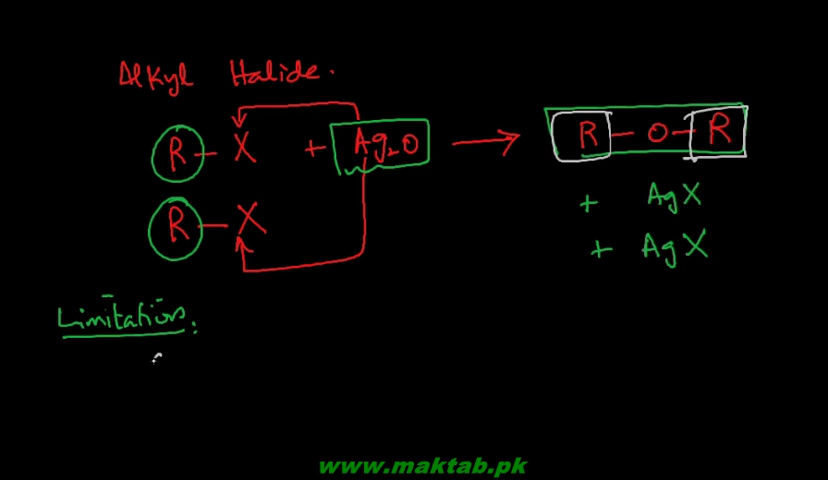 Alkyl Halide.
R - X + Ag2O → R - O - R
R - X
+ AgX
+ AgX
Limitations:
www.maktab.pk